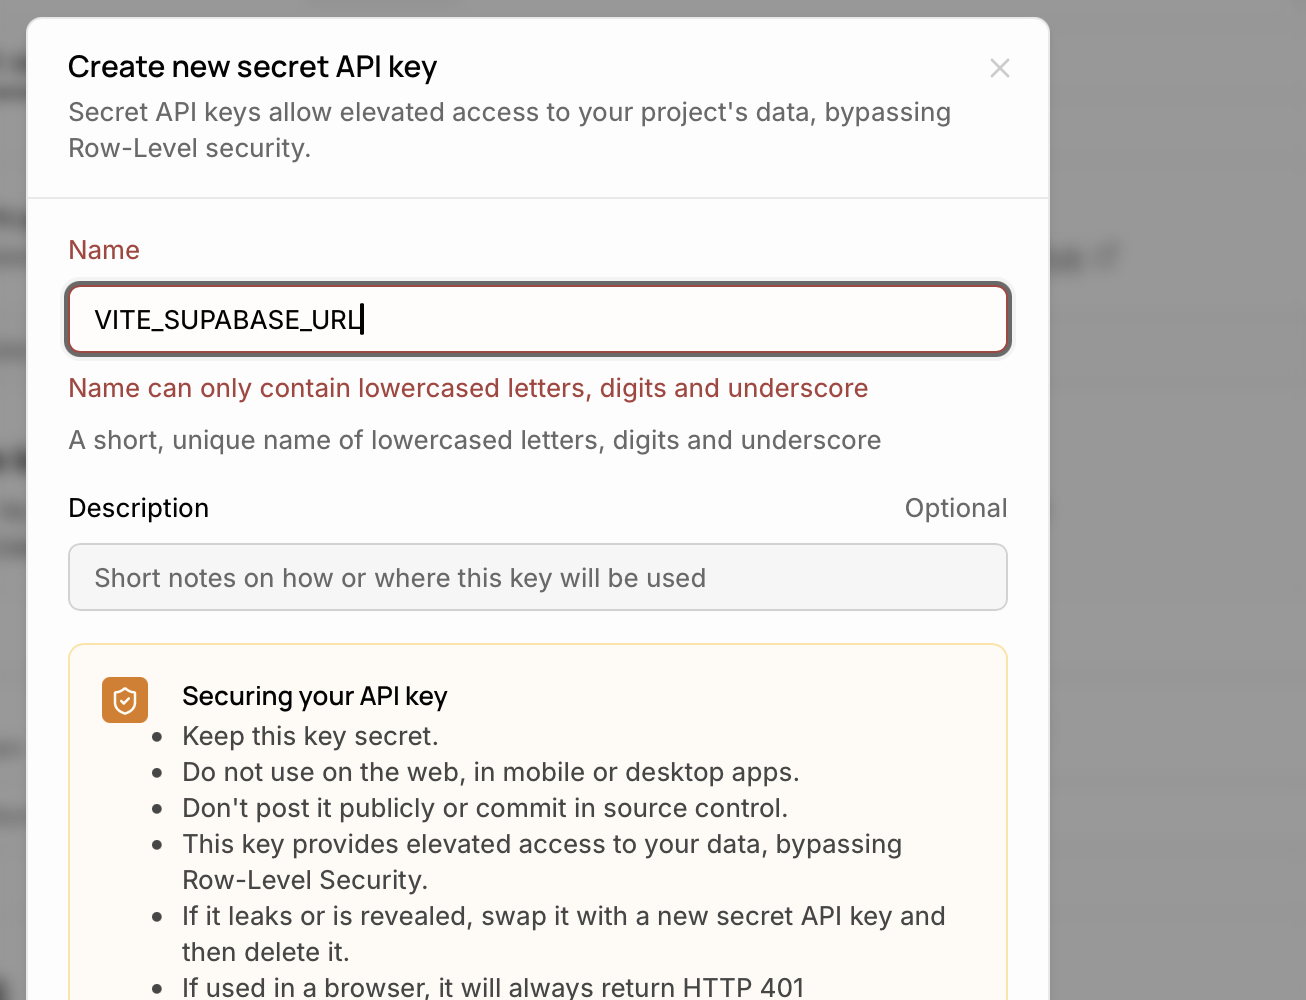 Create new secret API key
Secret API keys allow elevated access to your project's data, bypassing
Row-Level security.
Name
VITE_SUPABASE_URL
Name can only contain lowercased letters, digits and underscore
A short, unique name of lowercased letters, digits and underscore
Description
Optional
Short notes on how or where this key will be used
Securing your API key
Keep this key secret.
Do not use on the web, in mobile or desktop apps.
Don't post it publicly or commit in source control.
This key provides elevated access to your data, bypassing
Row-Level Security.
If it leaks or is revealed, swap it with a new secret API key and
then delete it.
If used in a browser, it will always return HTTP 401